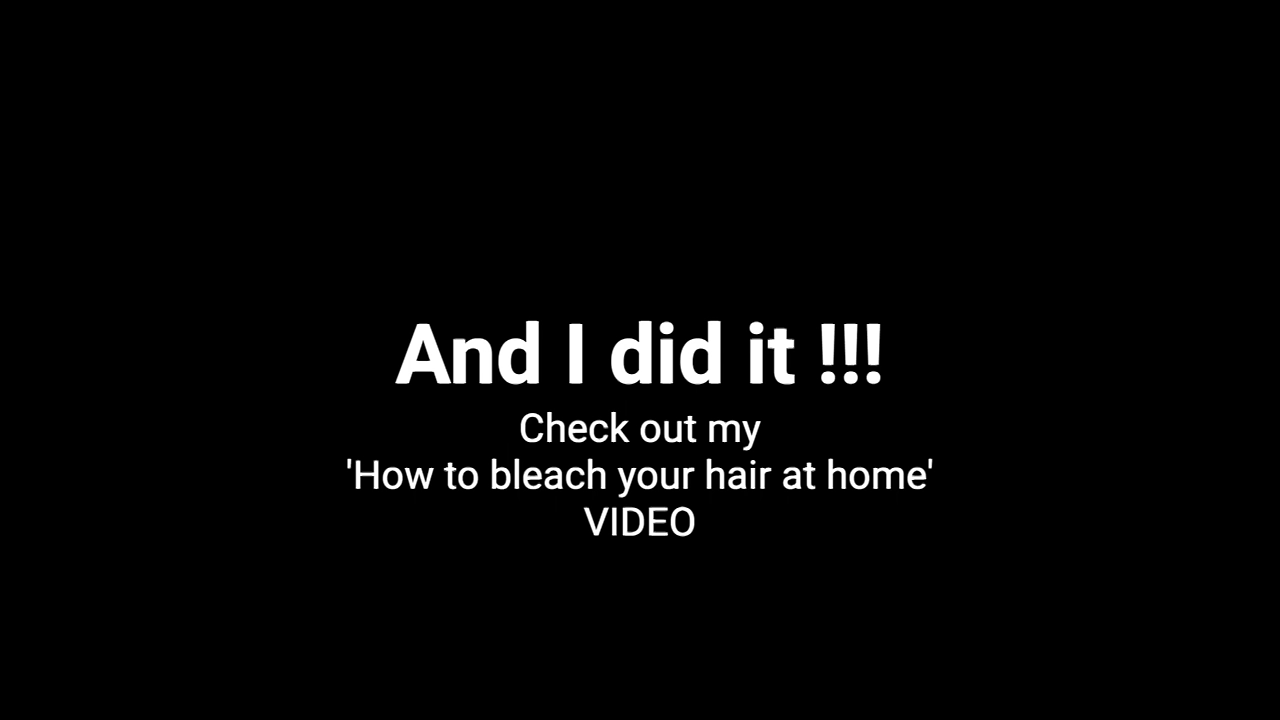 And I did it !!!
Check out my
'How to bleach your hair at home'
VIDEO